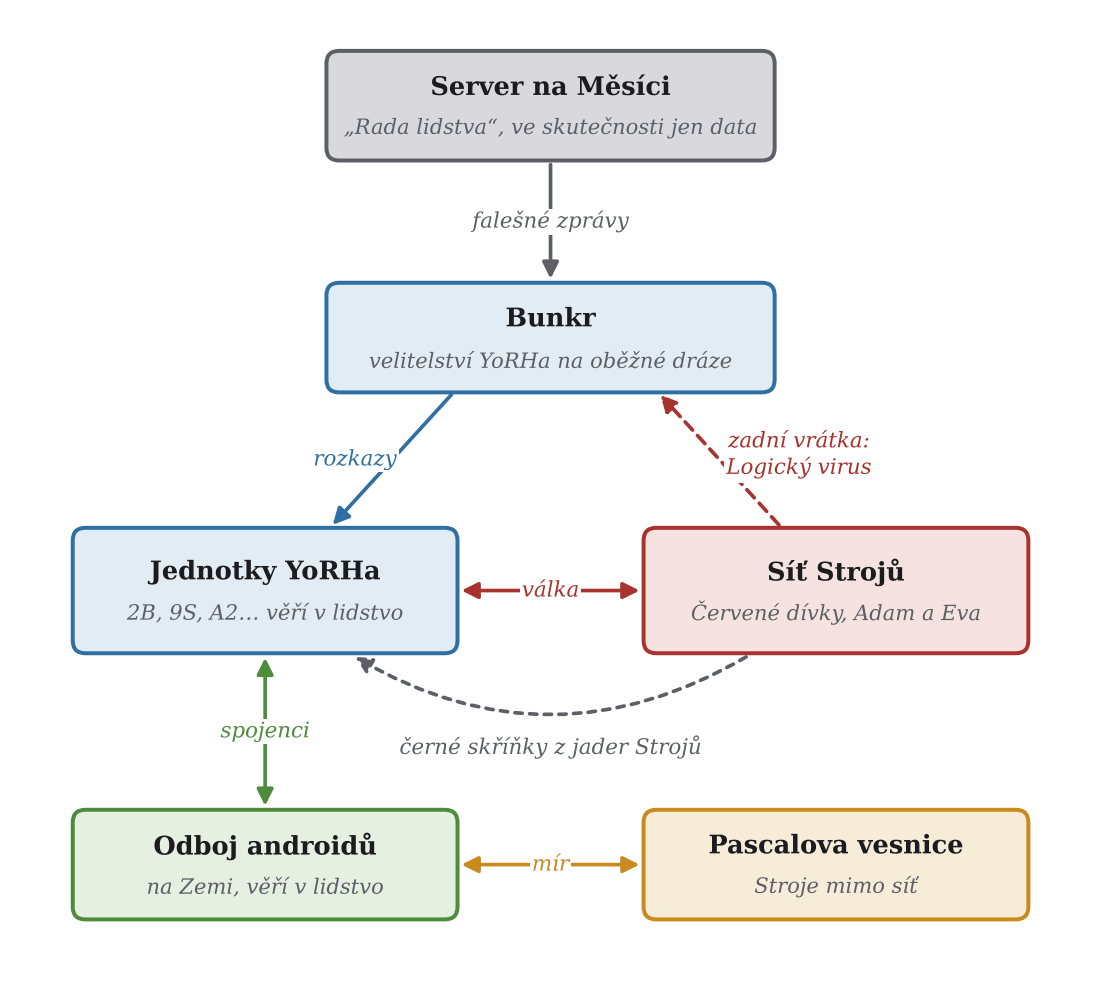 Server na Měsíci
„Rada lidstva“, ve skutečnosti jen data
falešné zprávy
Bunkr
velitelství YoRHa na oběžné dráze
rozkazy
zadní vrátka:
Logický virus
Jednotky YoRHa
2B, 9S, A2… věří v lidstvo
válka
Síť Strojů
Červené dívky, Adam a Eva
spojenci
černé skříňky z jader Strojů
Odboj androidů
na Zemi, věří v lidstvo
mír
Pascalova vesnice
Stroje mimo síť